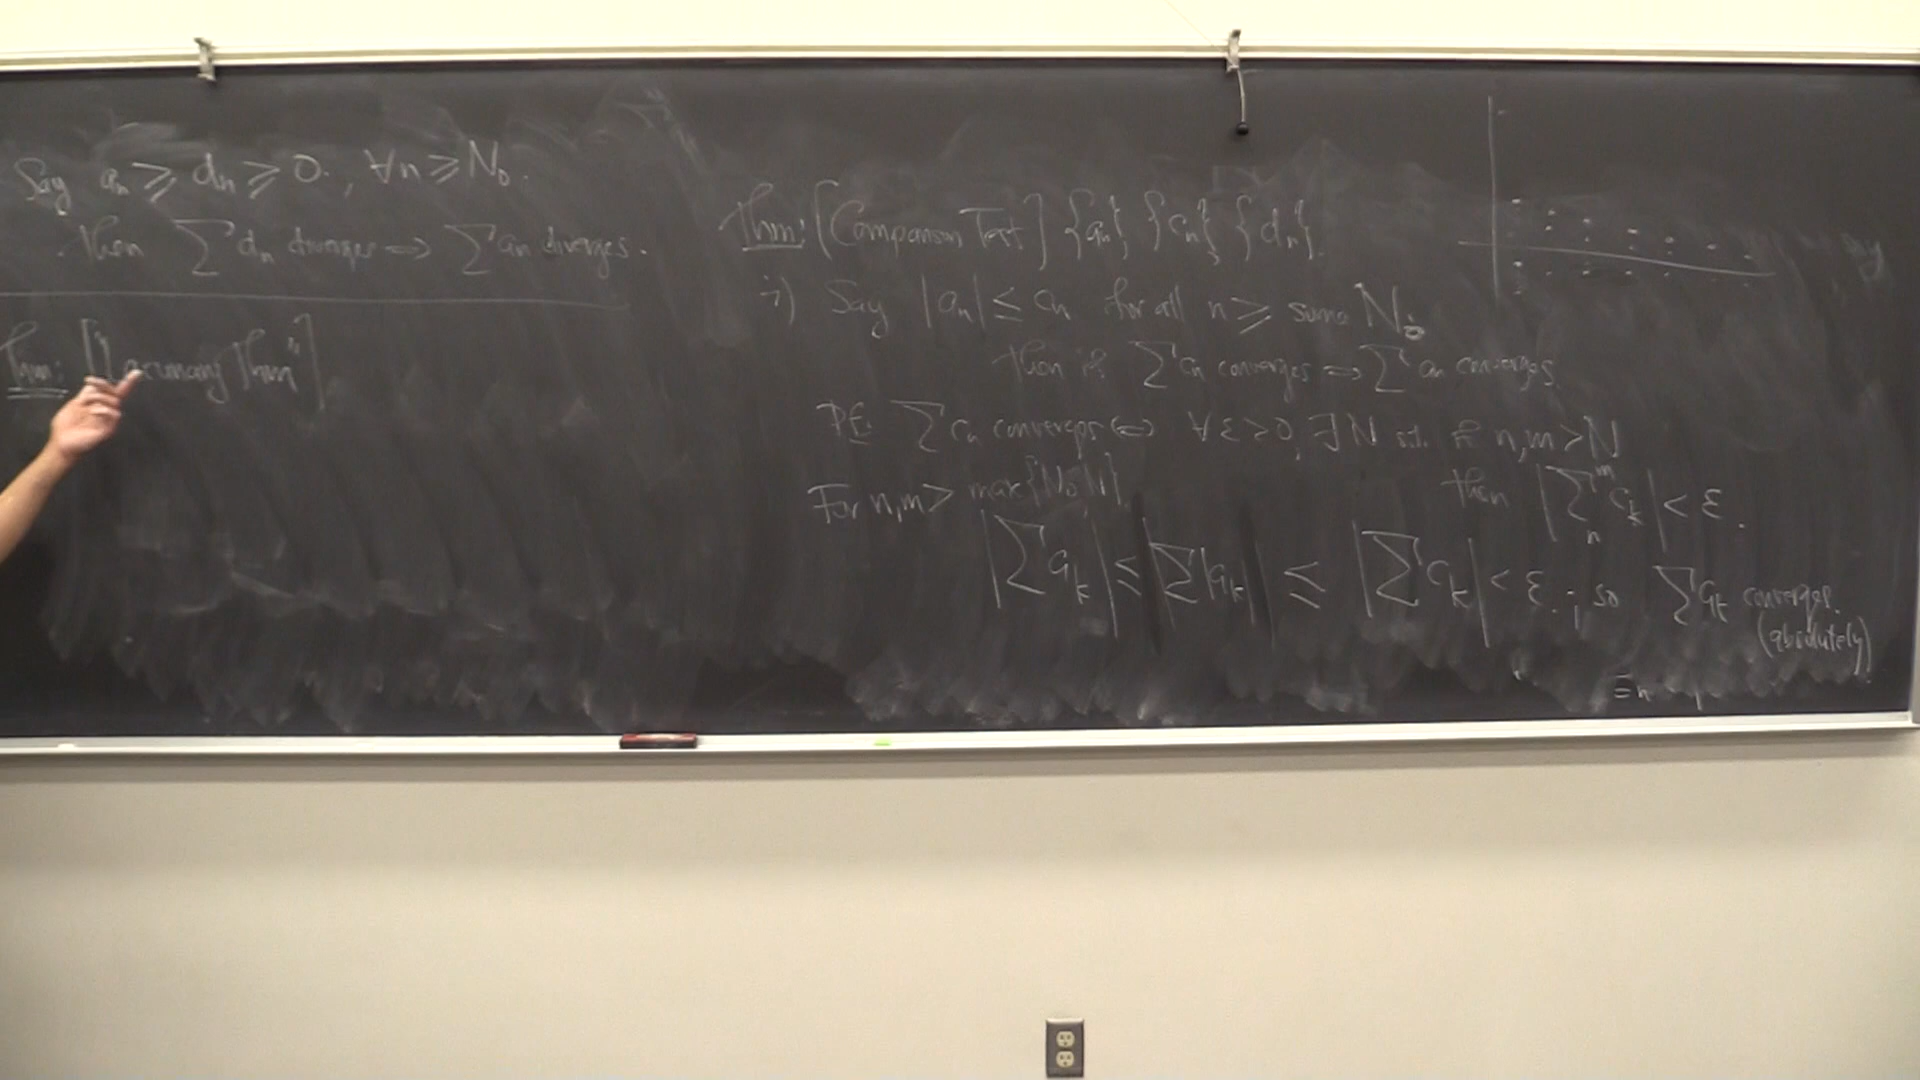 Say aₙ ⩾ dₙ ⩾ 0, ∀n ⩾ N₀.
then ∑ dₙ diverges ⇒ ∑ aₙ diverges.
Thm: Thm"]
Thm: [Comparison Test] {aₙ}, {cₙ}, {dₙ}.
i) Say |aₙ| ≤ cₙ for all n ⩾ some N₀
then if ∑ cₙ converges ⇒ ∑ aₙ converges
Pf: ∑ cₙ converges ⇔ ∀ε>0, ∃N s.t. if n,m>N
then |∑ₙᵐ cₖ| < ε.
For n,m > max{N₀,N}
|∑ aₖ| ≤ |∑|aₖ|| ≤ |∑ cₖ| < ε. ; so ∑ aₖ converges.
(absolutely)